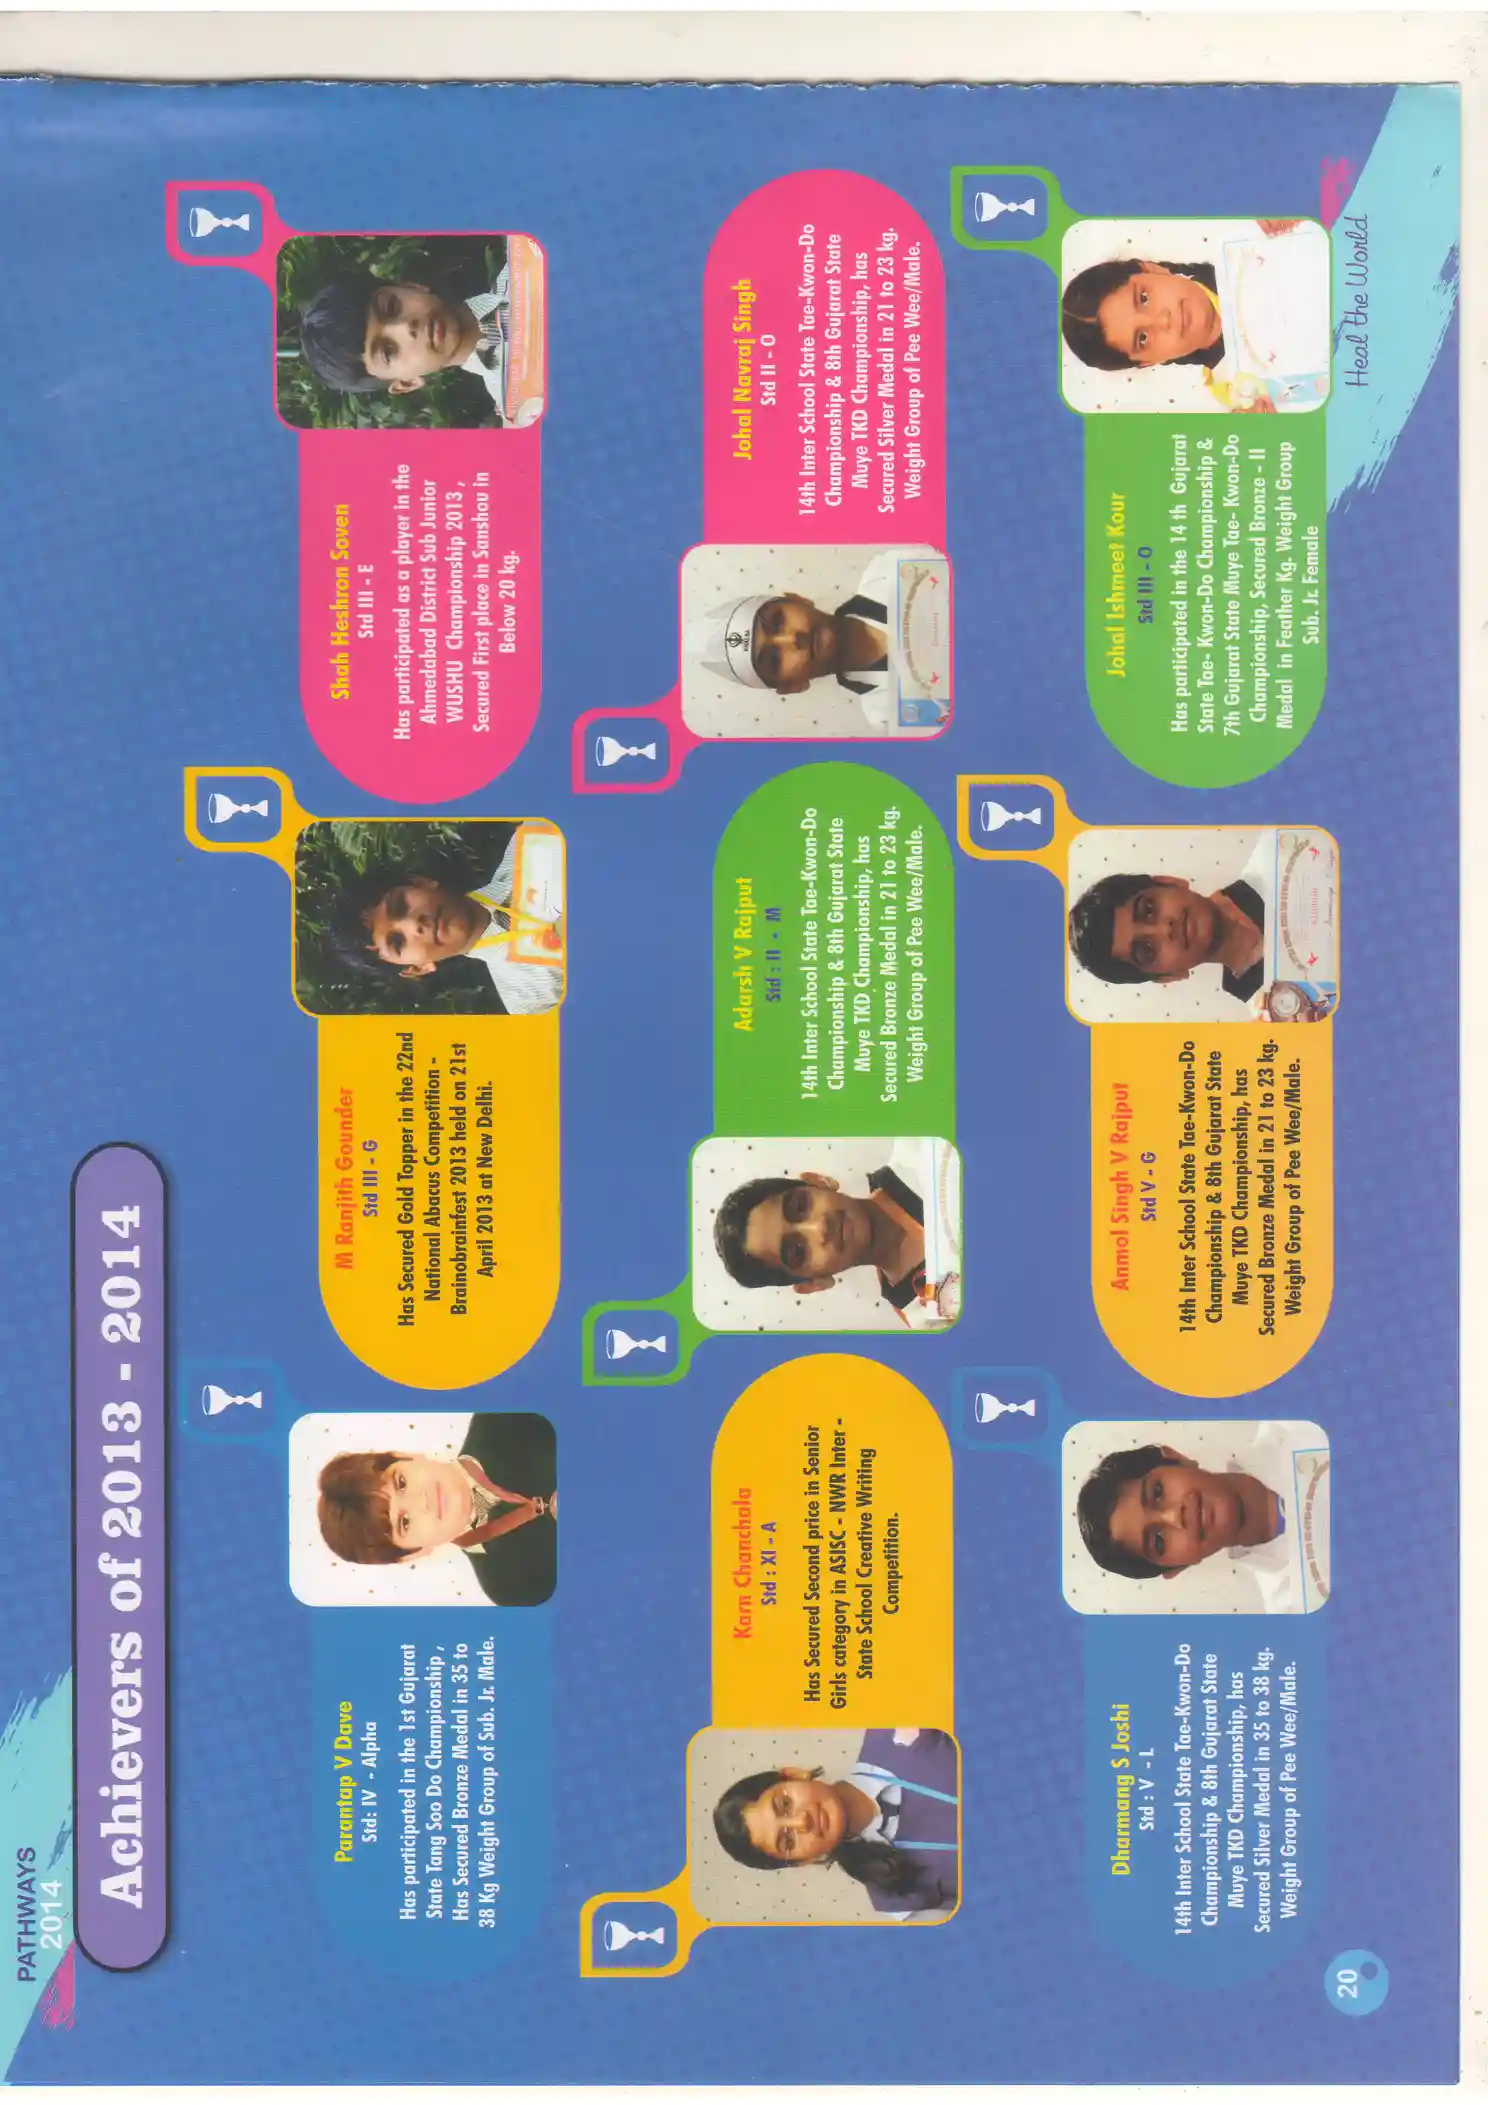 PATHWAYS
2014
Achievers of 2013 - 2014
Parantap V Dave
Std: IV - Alpha
Has participated in the 1st Gujarat
State Tang Soo Do Championship ,
Has Secured Bronze Medal in 35 to
38 Kg Weight Group of Sub. Jr. Male.
M Ranjith Gounder
Std III - G
Has Secured Gold Topper in the 22nd
National Abacus Competition -
Brainobrainfest 2013 held on 21st
April 2013 at New Delhi.
Shah Heshron Soven
Std III - E
Has participated as a player in the
Ahmedabad District Sub Junior
WUSHU Championship 2013 ,
Secured First place in Sanshou in
Below 20 kg.
Karn Chanchala
Std : XI - A
Has Secured Second price in Senior
Girls category in ASISC - NWR Inter -
State School Creative Writing
Competition.
Adarsh V Rajput
Std : II - M
14th Inter School State Tae-Kwon-Do
Championship & 8th Gujarat State
Muye TKD Championship, has
Secured Bronze Medal in 21 to 23 kg.
Weight Group of Pee Wee/Male.
Johal Navraj Singh
Std II - O
14th Inter School State Tae-Kwon-Do
Championship & 8th Gujarat State
Muye TKD Championship, has
Secured Silver Medal in 21 to 23 kg.
Weight Group of Pee Wee/Male.
Dharmang S Joshi
Std : V - L
14th Inter School State Tae-Kwon-Do
Championship & 8th Gujarat State
Muye TKD Championship, has
Secured Silver Medal in 35 to 38 kg.
Weight Group of Pee Wee/Male.
Anmol Singh V Rajput
Std V - G
14th Inter School State Tae-Kwon-Do
Championship & 8th Gujarat State
Muye TKD Championship, has
Secured Bronze Medal in 21 to 23 kg.
Weight Group of Pee Wee/Male.
Johal Ishmeet Kour
Std III - O
Has participated in the 14 th Gujarat
State Tae- Kwon-Do Championship &
7th Gujarat State Muye Tae- Kwon-Do
Championship, Secured Bronze - II
Medal in Feather Kg. Weight Group
Sub. Jr. Female
20
Heal the World